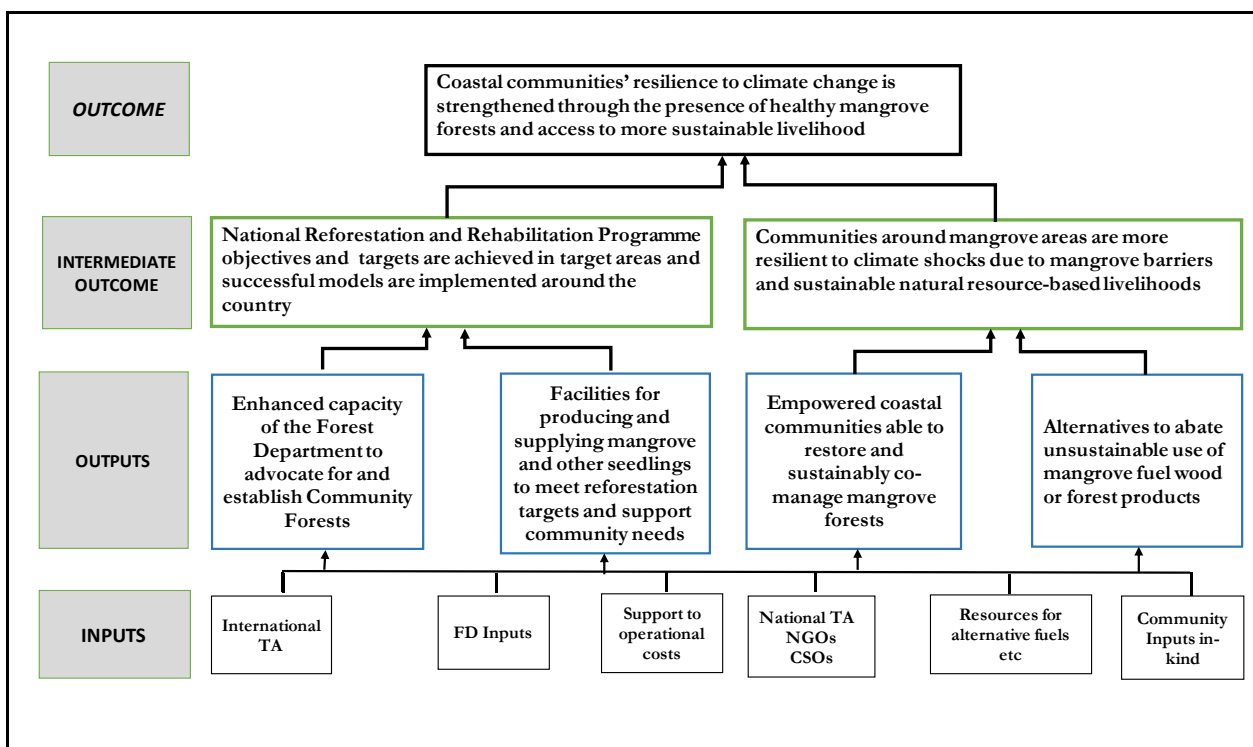 OUTCOME
Coastal communities’ resilience to climate change is
strengthened through the presence of healthy mangrove
forests and access to more sustainable livelihood
INTERMEDIATE
OUTCOME
National Reforestation and Rehabilitation Programme
objectives and targets are achieved in target areas and
successful models are implemented around the
country
Communities around mangrove areas are more
resilient to climate shocks due to mangrove barriers
and sustainable natural resource-based livelihoods
OUTPUTS
Enhanced capacity
of the Forest
Department to
advocate for and
establish Community
Forests
Facilities for
producing and
supplying mangrove
and other seedlings
to meet reforestation
targets and support
community needs
Empowered coastal
communities able to
restore and
sustainably co-
manage mangrove
forests
Alternatives to abate
unsustainable use of
mangrove fuel wood
or forest products
INPUTS
International
TA
FD Inputs
Support to
operational
costs
National TA
NGOs
CSOs
Resources for
alternative fuels
etc
Community
Inputs in-
kind